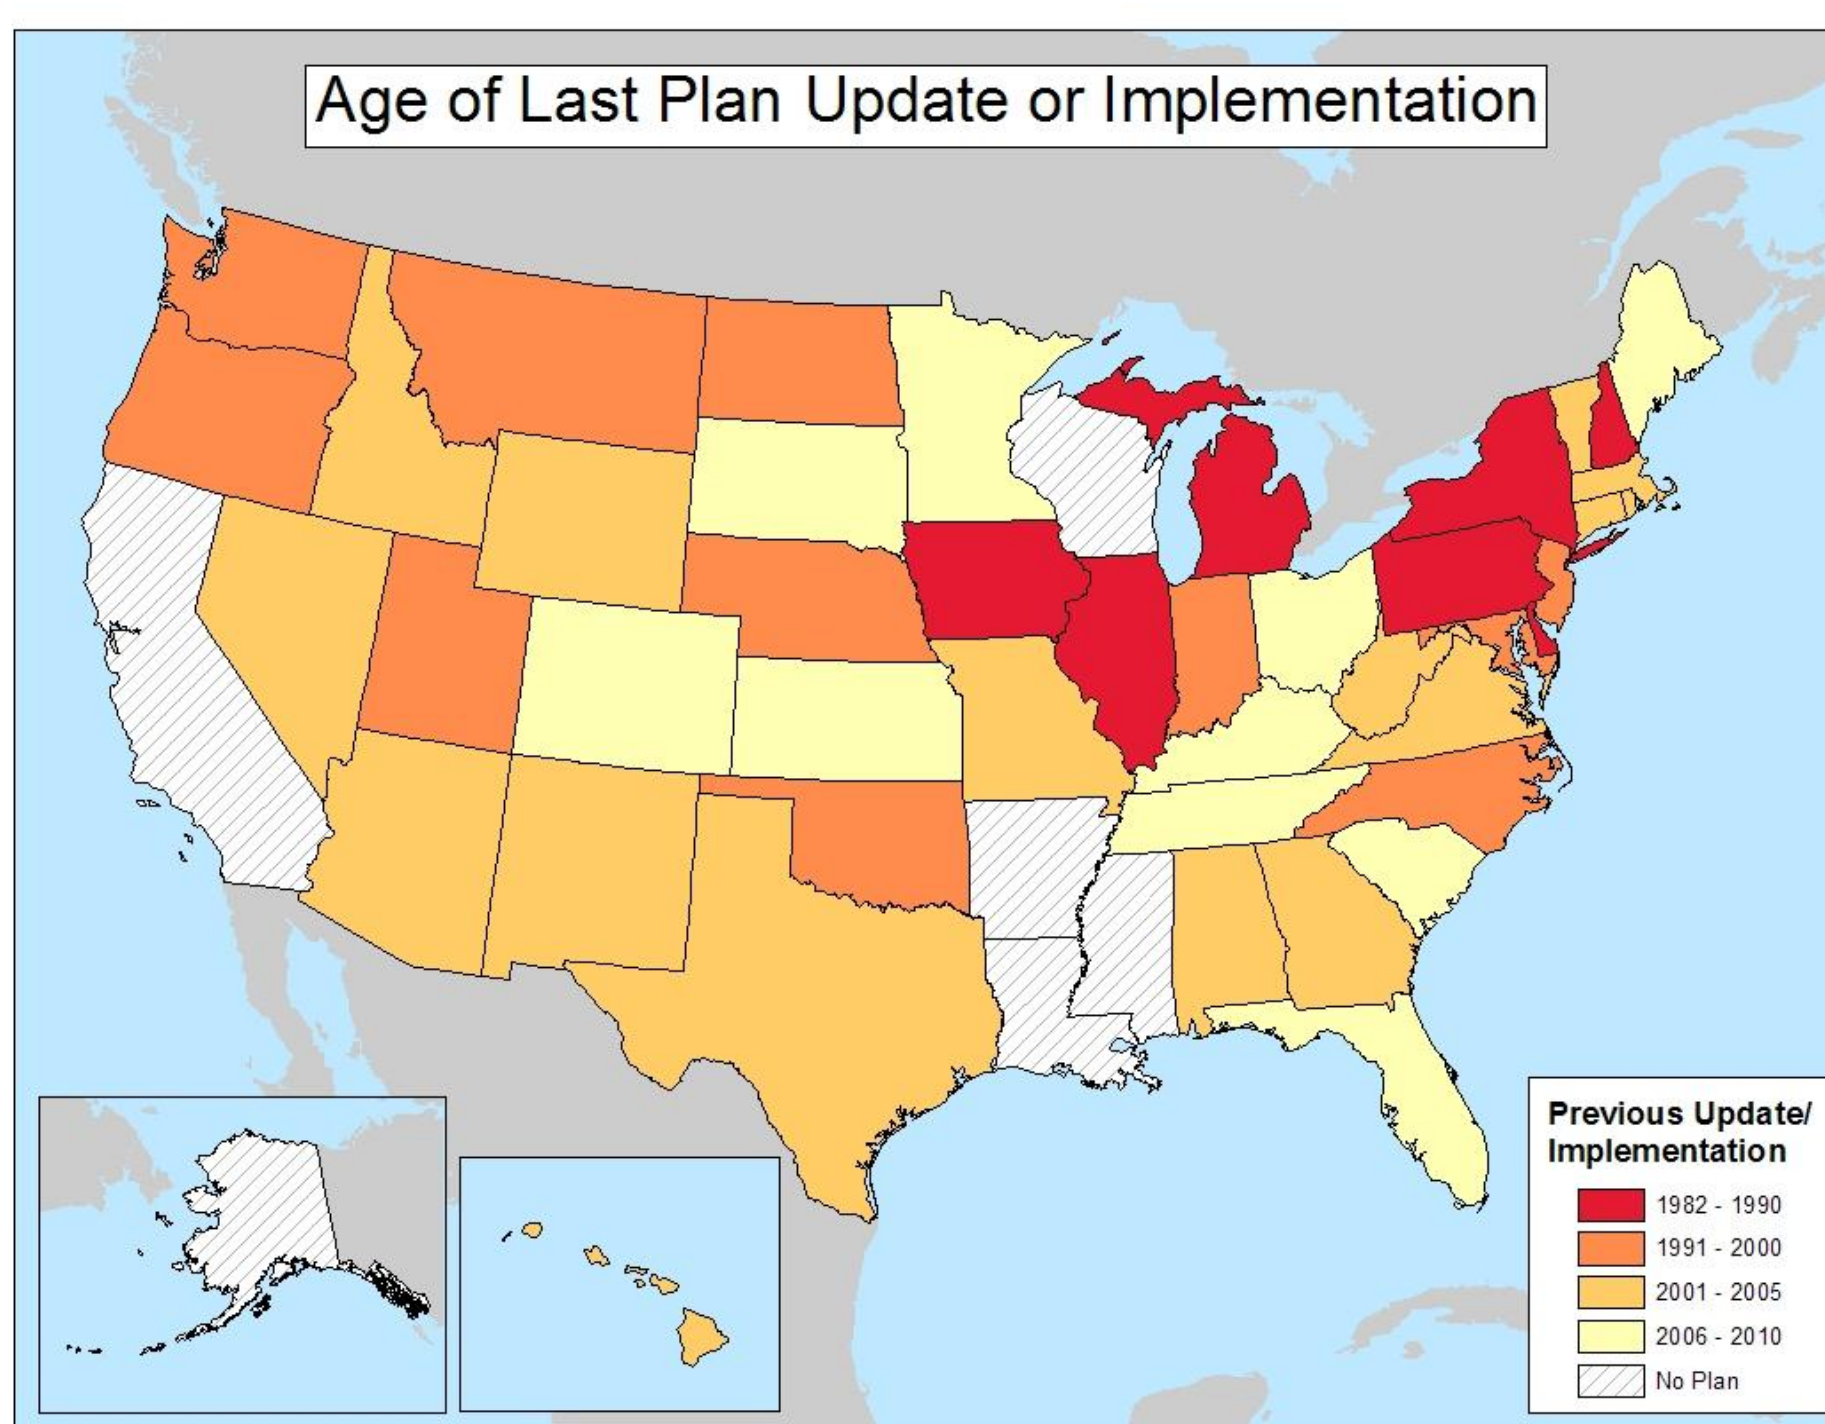 Age of Last Plan Update or Implementation
Previous Update/
Implementation
1982 - 1990
1991 - 2000
2001 - 2005
2006 - 2010
No Plan